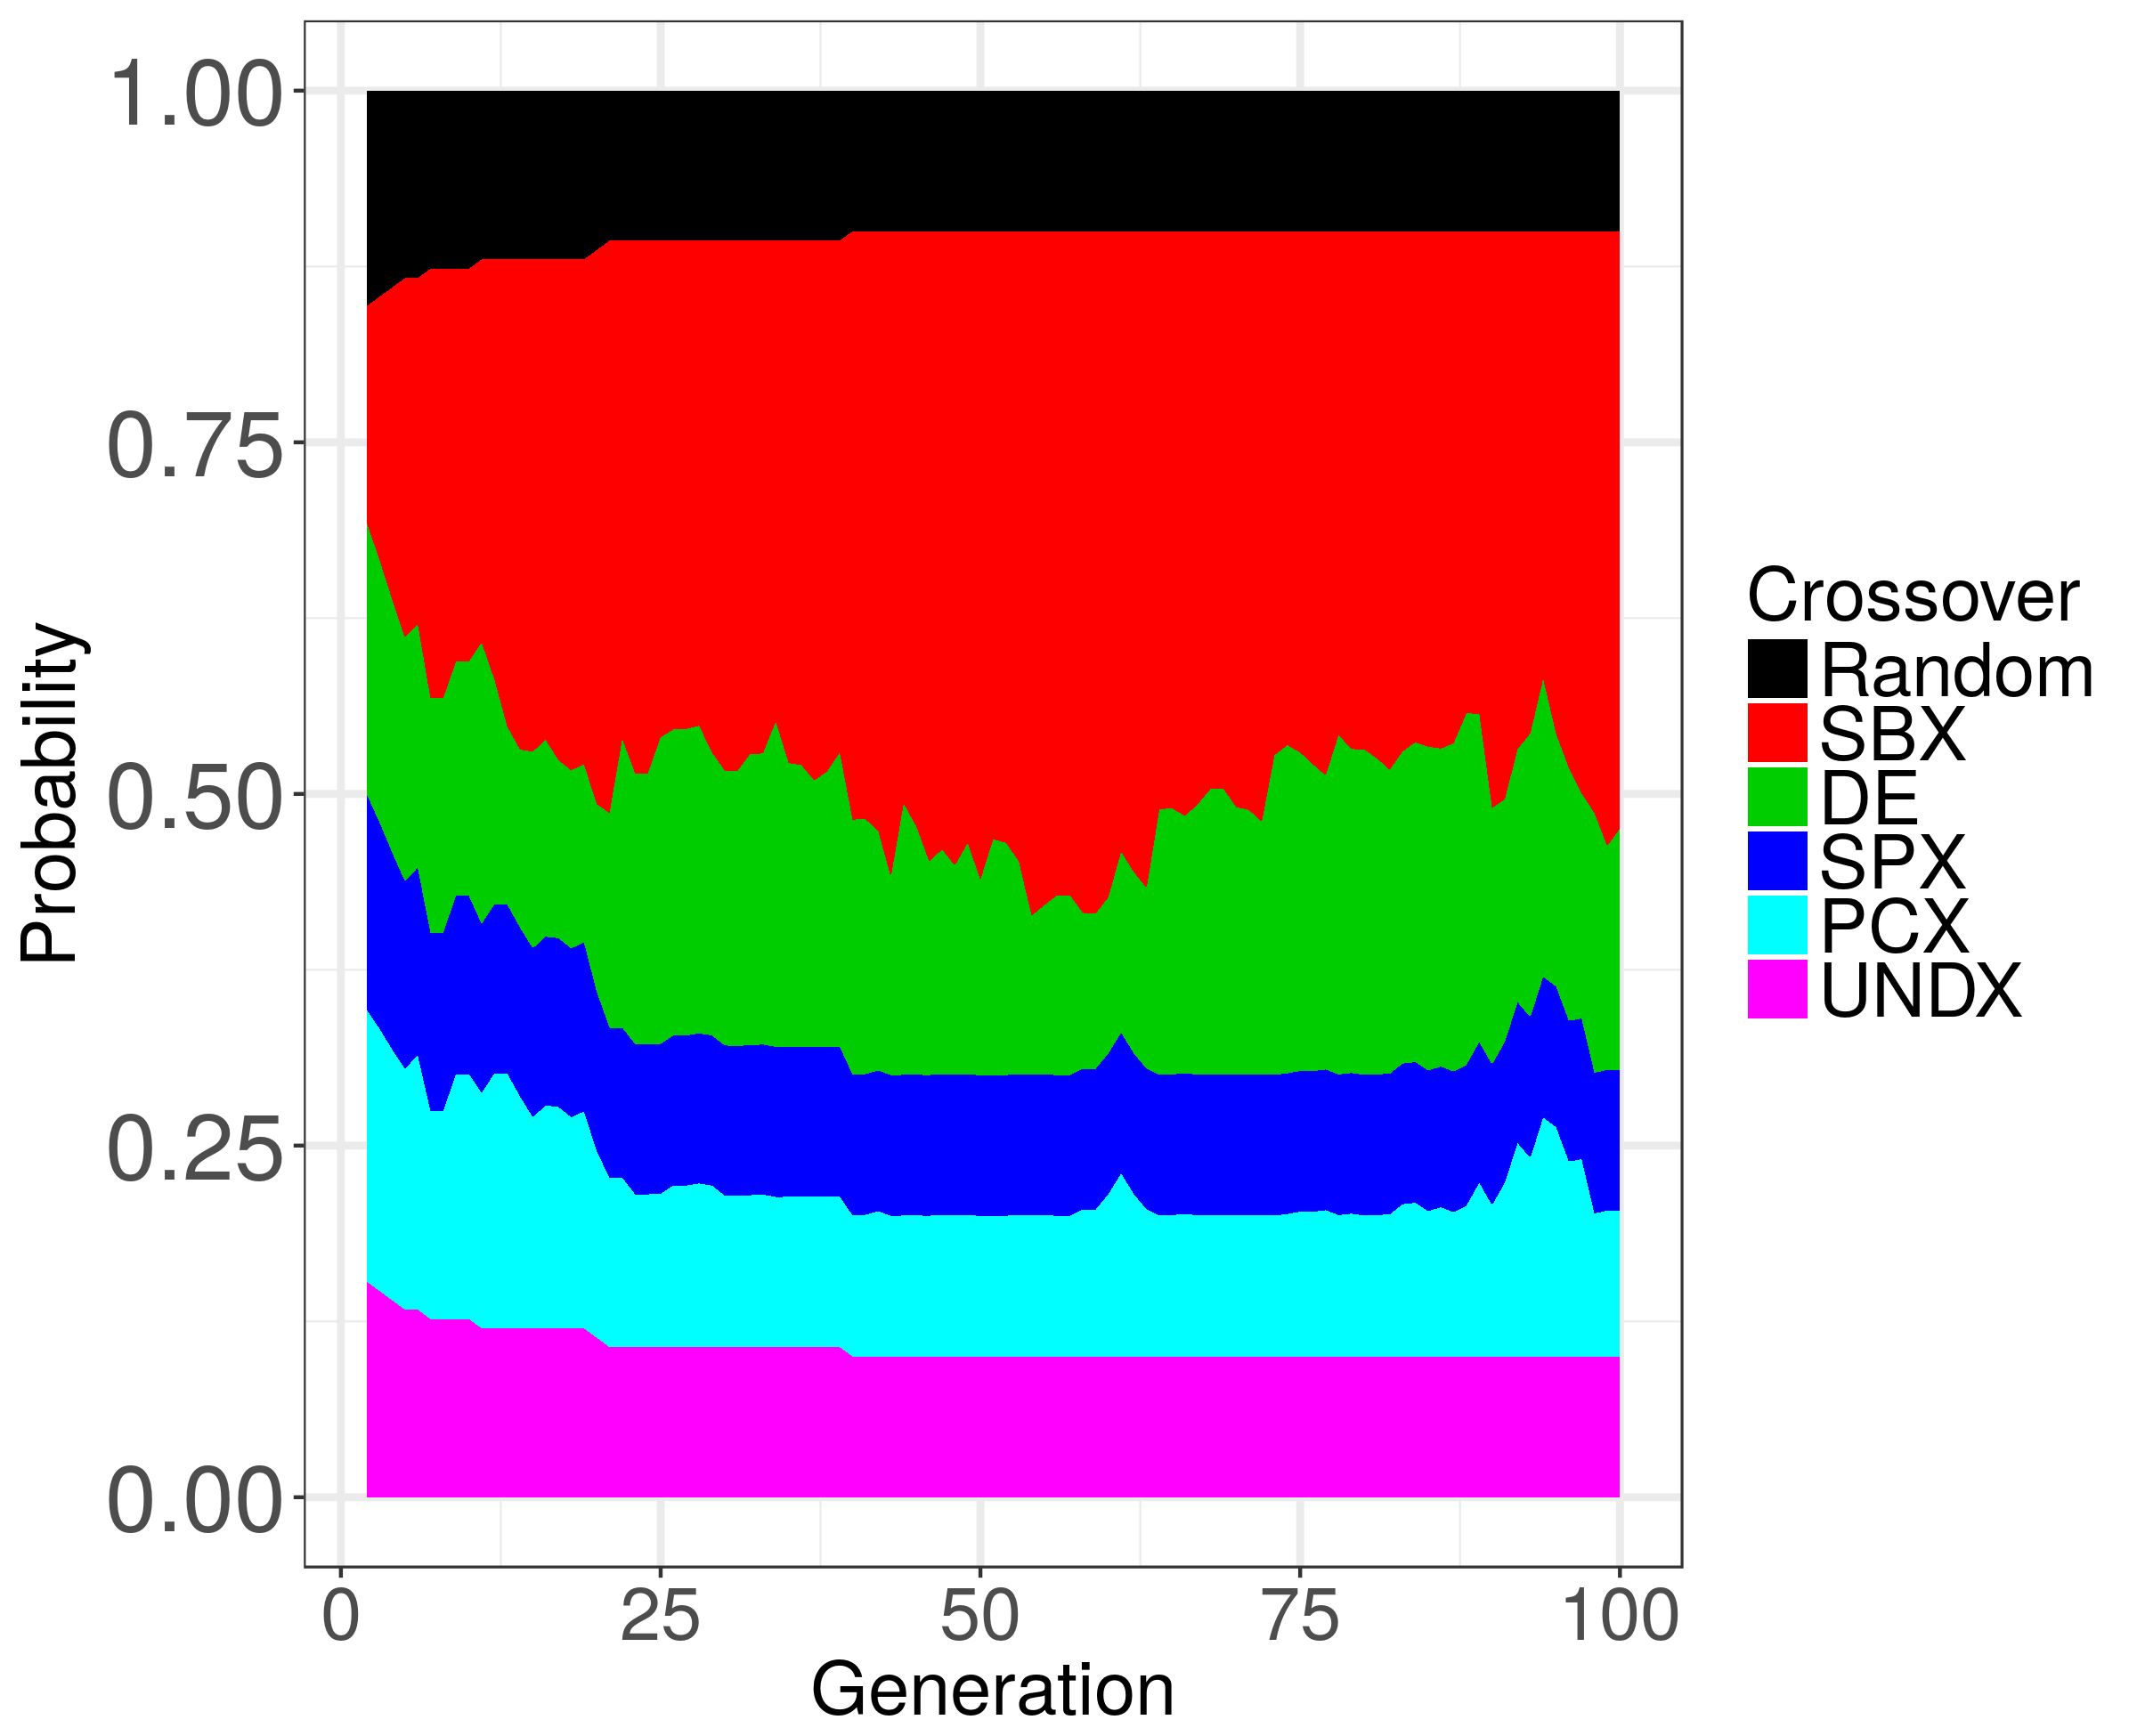 1.00
0.75
0.50
0.25
0.00
Probability
0
25
50
75
100
Generation
Crossover
Random
SBX
DE
SPX
PCX
UNDX